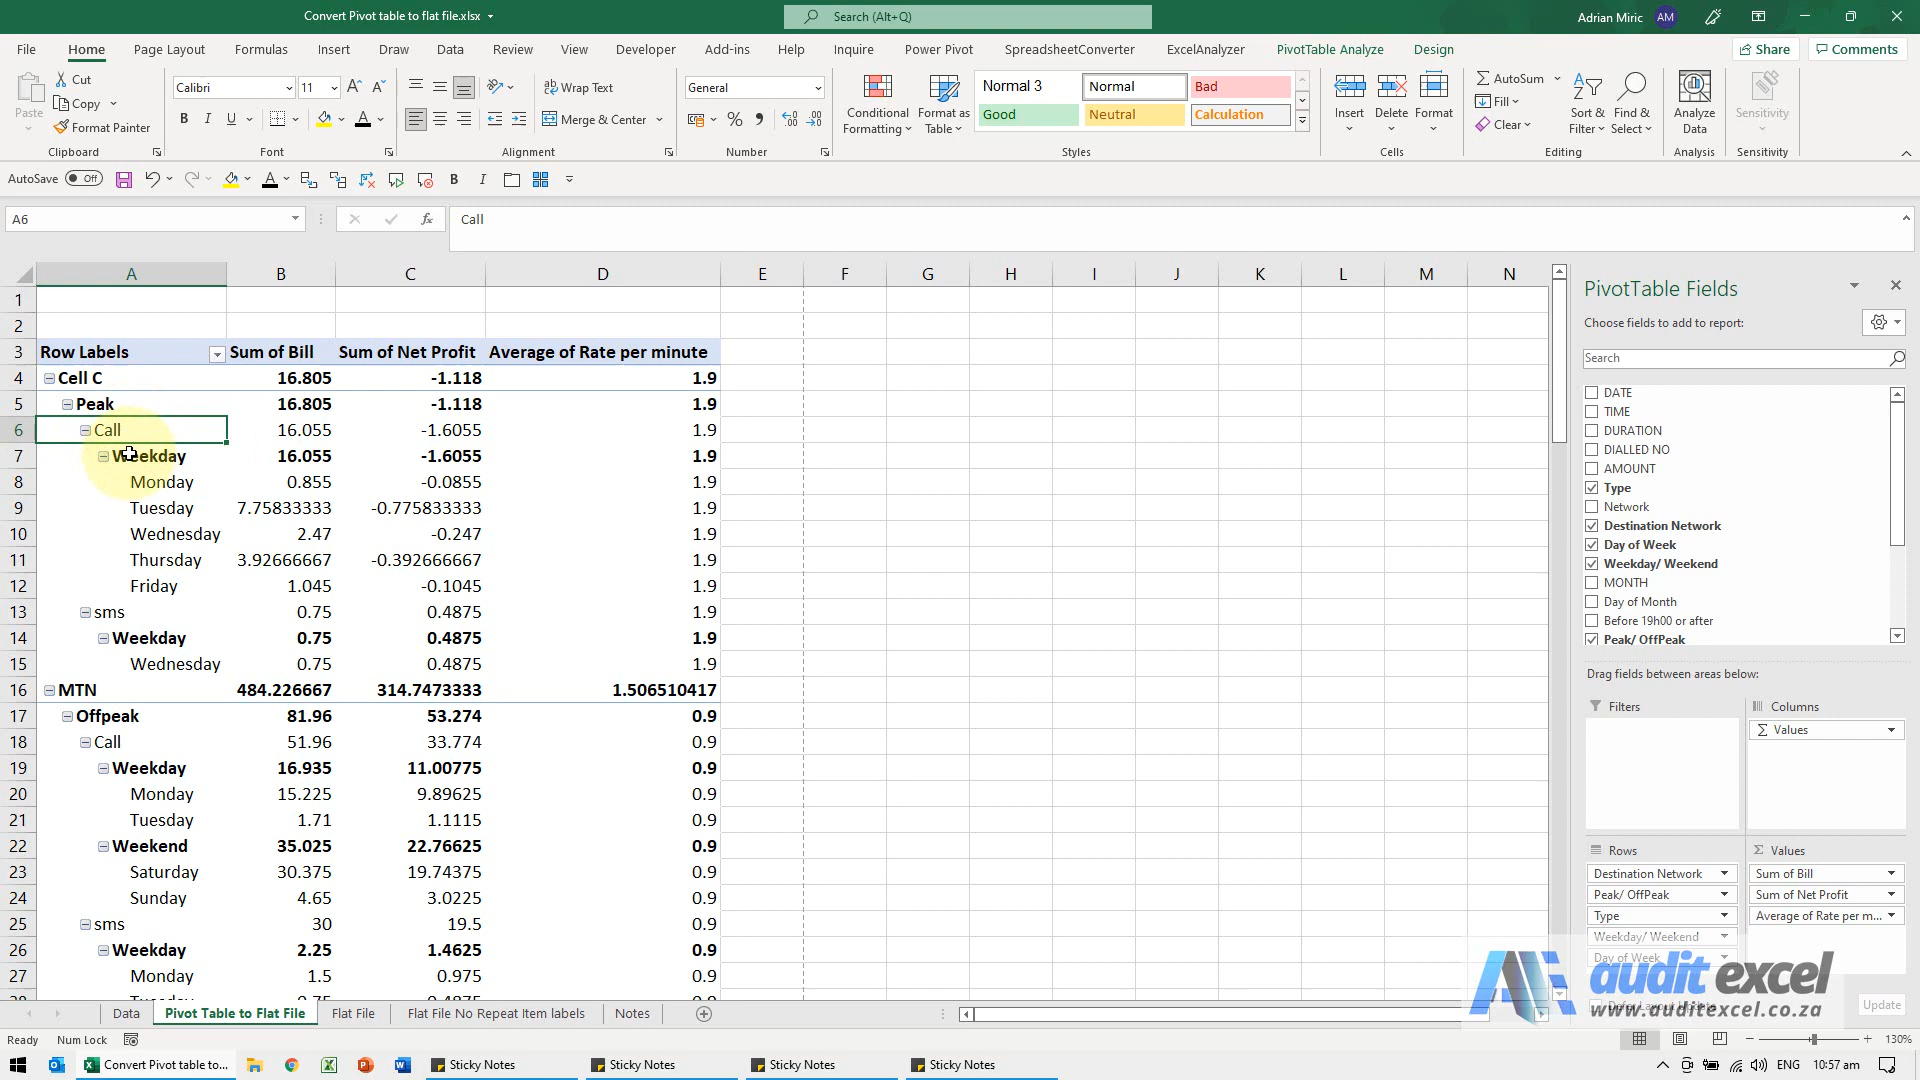 Convert Pivot table to flat file.xlsx
Search (Alt+Q)
Adrian Miric AM
File Home Page Layout Formulas Insert Draw Data Review View Developer Add-ins Help Inquire Power Pivot SpreadsheetConverter ExcelAnalyzer PivotTable Analyze Design Share Comments
Paste Cut Copy Format Painter
Calibri 11
B I U
Wrap Text
Merge & Center
General
Conditional Formatting
Format as Table
Normal 3 Normal Bad
Good Neutral Calculation
Insert Delete Format
AutoSum Fill Clear
Sort & Filter
Find & Select
Analyze Data
Sensitivity
Clipboard Font Alignment Number Styles Cells Editing Analysis Sensitivity
AutoSave Off
A6 fx Call
A B C D E F G H I J K L M N
1
2
3 Row Labels Sum of Bill Sum of Net Profit Average of Rate per minute
4 Cell C 16.805 -1.118 1.9
5 Peak 16.805 -1.118 1.9
6 Call 16.055 -1.6055 1.9
7 Weekday 16.055 -1.6055 1.9
8 Monday 0.855 -0.0855 1.9
9 Tuesday 7.75833333 -0.775833333 1.9
10 Wednesday 2.47 -0.247 1.9
11 Thursday 3.92666667 -0.392666667 1.9
12 Friday 1.045 -0.1045 1.9
13 sms 0.75 0.4875 1.9
14 Weekday 0.75 0.4875 1.9
15 Wednesday 0.75 0.4875 1.9
16 MTN 484.226667 314.7473333 1.506510417
17 Offpeak 81.96 53.274 0.9
18 Call 51.96 33.774 0.9
19 Weekday 16.935 11.00775 0.9
20 Monday 15.225 9.89625 0.9
21 Tuesday 1.71 1.1115 0.9
22 Weekend 35.025 22.76625 0.9
23 Saturday 30.375 19.74375 0.9
24 Sunday 4.65 3.0225 0.9
25 sms 30 19.5 0.9
26 Weekday 2.25 1.4625 0.9
27 Monday 1.5 0.975 0.9
PivotTable Fields
Choose fields to add to report:
Search
DATE
TIME
DURATION
DIALLED NO
AMOUNT
Type
Network
Destination Network
Day of Week
Weekday/ Weekend
MONTH
Day of Month
Before 19h00 or after
Peak/ OffPeak
Drag fields between areas below:
Filters
Columns
Σ Values
Rows
Destination Network
Peak/ OffPeak
Type
Weekday/ Weekend
Day of Week
Σ Values
Sum of Bill
Sum of Net Profit
Average of Rate per m...
Update
audit excel
www.auditexcel.co.za
Data Pivot Table to Flat File Flat File Flat File No Repeat Item labels Notes
Ready Num Lock
130%
Convert Pivot table to...
Sticky Notes
Sticky Notes
Sticky Notes
Sticky Notes
ENG 10:57 am